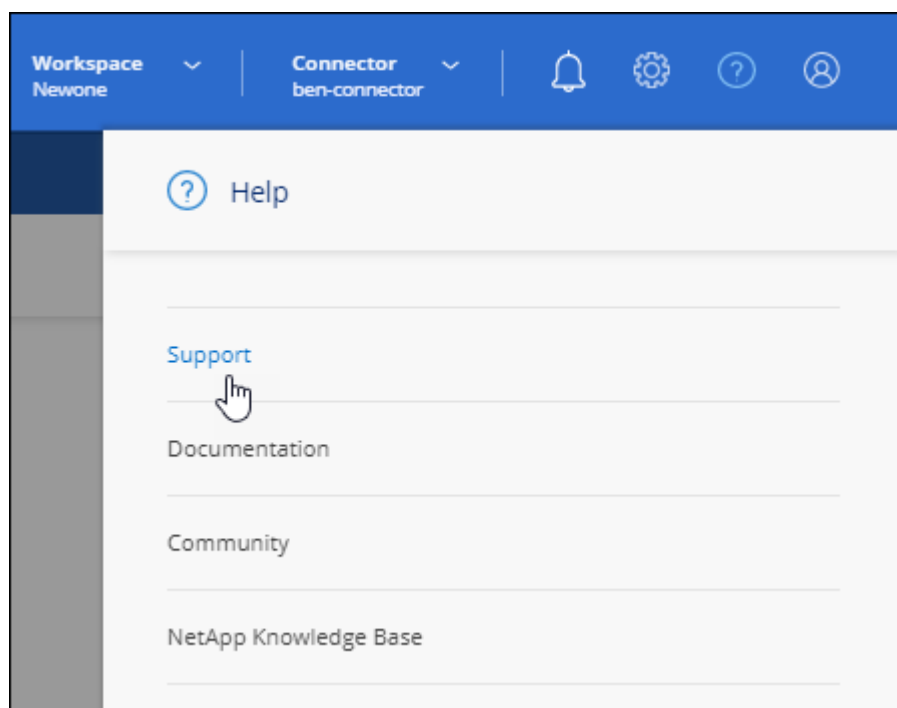 Workspace
Newone
Connector
ben-connector
Help
Support
Documentation
Community
NetApp Knowledge Base